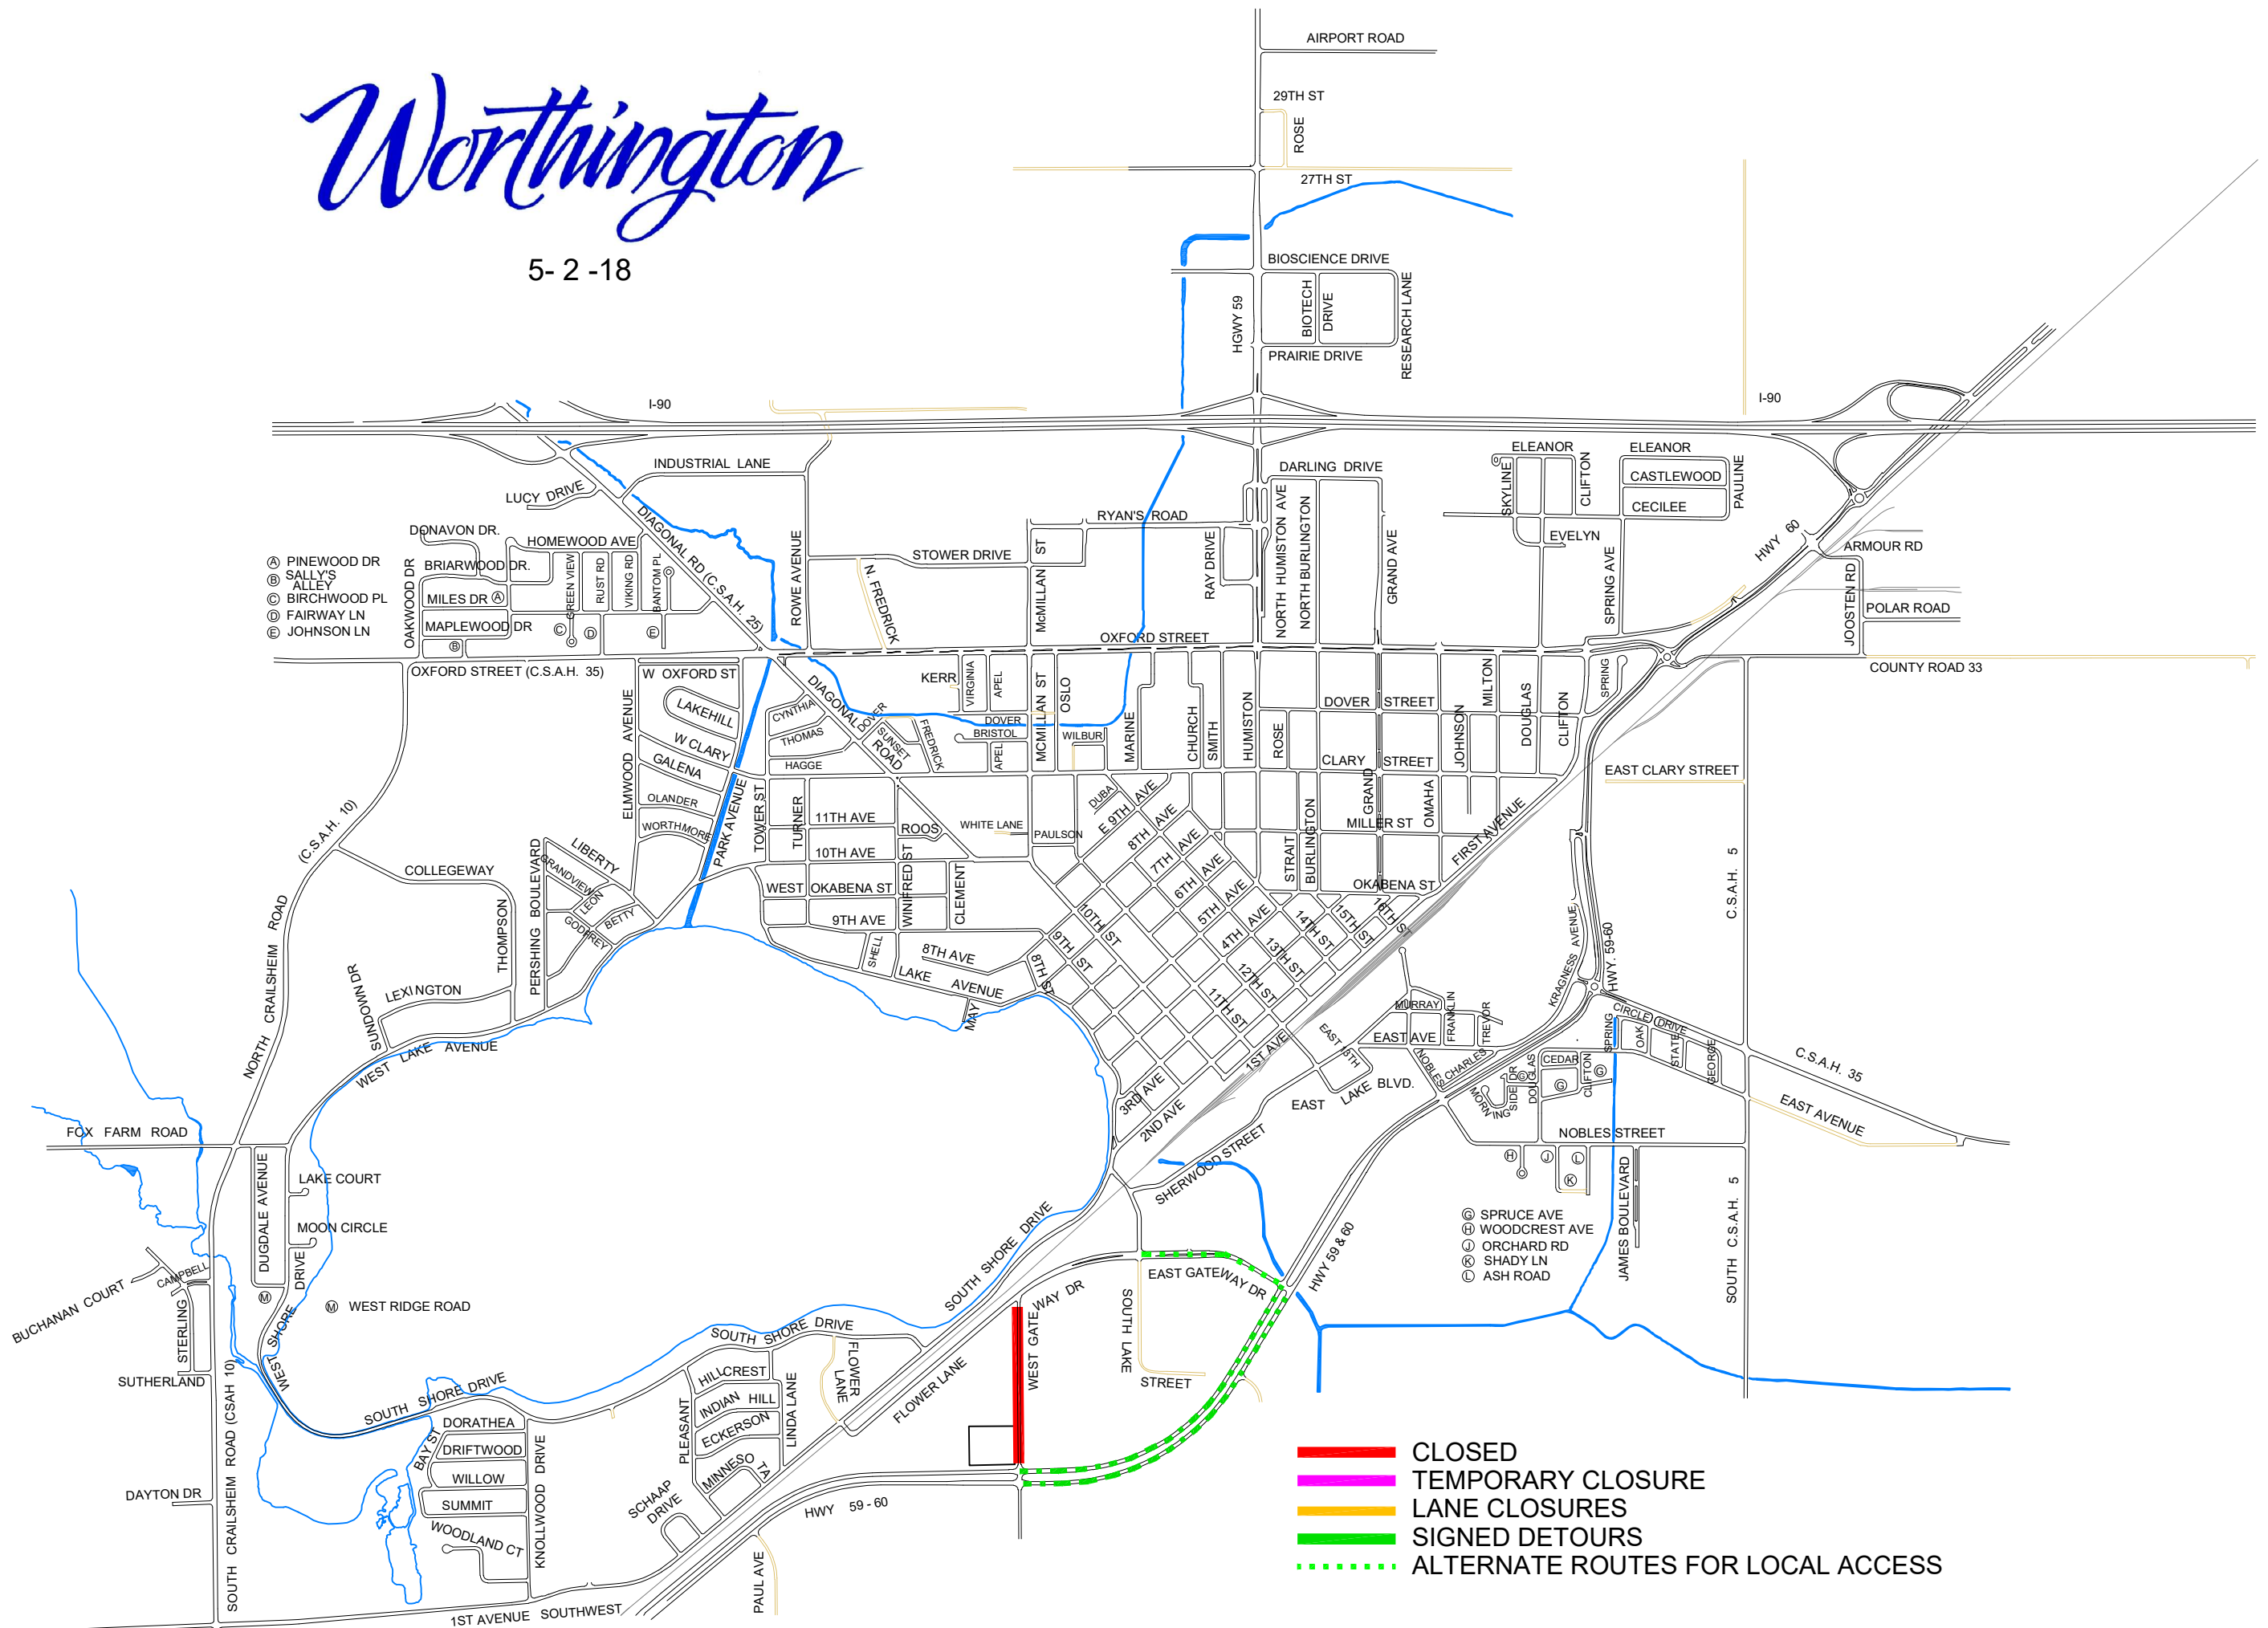 Worthington
5- 2 -18
AIRPORT ROAD
29TH ST
ROSE
27TH ST
BIOSCIENCE DRIVE
HGWY 59
BIOTECH
DRIVE
RESEARCH LANE
PRAIRIE DRIVE
I-90
I-90
INDUSTRIAL LANE
LUCY DRIVE
DARLING DRIVE
ELEANOR
ELEANOR
SKYLINE
CLIFTON
CASTLEWOOD
PAULINE
CECILEE
EVELYN
SPRING AVE
HWY 60
ARMOUR RD
JOOSTEN RD
POLAR ROAD
COUNTY ROAD 33
DONAVON DR.
HOMEWOOD AVE
DIAGONAL RD (C.S.A.H. 25)
RYAN'S ROAD
STOWER DRIVE
McMILLAN ST
ROWE AVENUE
N. FREDRICK
RAY DRIVE
NORTH HUMISTON AVE
NORTH BURLINGTON
GRAND AVE
A PINEWOOD DR
B SALLY'S
ALLEY
C BIRCHWOOD PL
D FAIRWAY LN
E JOHNSON LN
OAKWOOD DR
BRIARWOOD DR.
MILES DR A
MAPLEWOOD DR
GREEN VIEW
RUST RD
VIKING RD
BANTOM PL
B
C
D
E
OXFORD STREET
OXFORD STREET (C.S.A.H. 35)
W OXFORD ST
LAKEHILL
ELMWOOD AVENUE
W CLARY
GALENA
OLANDER
WORTHMORE
PARK AVENUE
CYNTHIA
THOMAS
HAGGE
DIAGONAL
ROAD
DOVER
SUNSET
FREDRICK
KERR
VIRGINIA
APEL
DOVER
BRISTOL
APEL
MCMILLAN ST
OSLO
WILBUR
MARINE
CHURCH
SMITH
HUMISTON
ROSE
DOVER STREET
CLARY STREET
GRAND
JOHNSON
MILTON
DOUGLAS
CLIFTON
SPRING
OMAHA
MILLER ST
FIRST AVENUE
EAST CLARY STREET
C.S.A.H. 5
TOWER ST
TURNER
11TH AVE
10TH AVE
ROOS
WINIFRED ST
WHITE LANE
PAULSON
DUBA
E 9TH AVE
8TH AVE
7TH AVE
6TH AVE
5TH AVE
4TH AVE
STRAIT
BURLINGTON
OKABENA ST
WEST OKABENA ST
CLEMENT
9TH AVE
SHELL
8TH AVE
LAKE AVENUE
MAY
8TH ST
9TH ST
10TH ST
11TH ST
12TH ST
13TH ST
14TH ST
15TH ST
16TH ST
(C.S.A.H. 10)
NORTH CRAILSHEIM ROAD
COLLEGEWAY
THOMPSON
PERSHING BOULEVARD
LIBERTY
GRANDVIEW
LEON
BETTY
GODFREY
SUNDOWN DR
LEXINGTON
WEST LAKE AVENUE
KRAGNESS AVENUE
HWY. 59-60
MURRAY
FRANKLIN
TREVOR
EAST AVE
NOBLES
CHARLES
CIRCLE DRIVE
SPRING
OAK
STATE
GEORGE
C.S.A.H. 35
EAST AVENUE
CEDAR
DOUGLAS
CLIFTON
MORNING
SIDE DR
G
G
G
NOBLES STREET
EAST LAKE BLVD.
1ST AVE
2ND AVE
3RD AVE
SHERWOOD STREET
FOX FARM ROAD
DUGDALE AVENUE
LAKE COURT
MOON CIRCLE
WEST SHORE DRIVE
M
M WEST RIDGE ROAD
BUCHANAN COURT
CAMPBELL
STERLING
SUTHERLAND
DAYTON DR
SOUTH CRAILSHEIM ROAD (CSAH 10)
SOUTH SHORE DRIVE
SOUTH SHORE DRIVE
SOUTH SHORE DRIVE
DORATHEA
BAY ST
DRIFTWOOD
WILLOW
SUMMIT
WOODLAND CT
KNOLLWOOD DRIVE
1ST AVENUE SOUTHWEST
PLEASANT
HILLCREST
INDIAN HILL
ECKERSON
MINNESOTA
LINDA LANE
SCHAAP
DRIVE
FLOWER
LANE
FLOWER LANE
HWY 59 - 60
PAUL AVE
WEST GATE
WAY DR
EAST GATEWAY DR
SOUTH LAKE
STREET
HWY 59 & 60
H
J
L
K
G SPRUCE AVE
H WOODCREST AVE
J ORCHARD RD
K SHADY LN
L ASH ROAD
JAMES BOULEVARD
SOUTH C.S.A.H. 5
CLOSED
TEMPORARY CLOSURE
LANE CLOSURES
SIGNED DETOURS
ALTERNATE ROUTES FOR LOCAL ACCESS